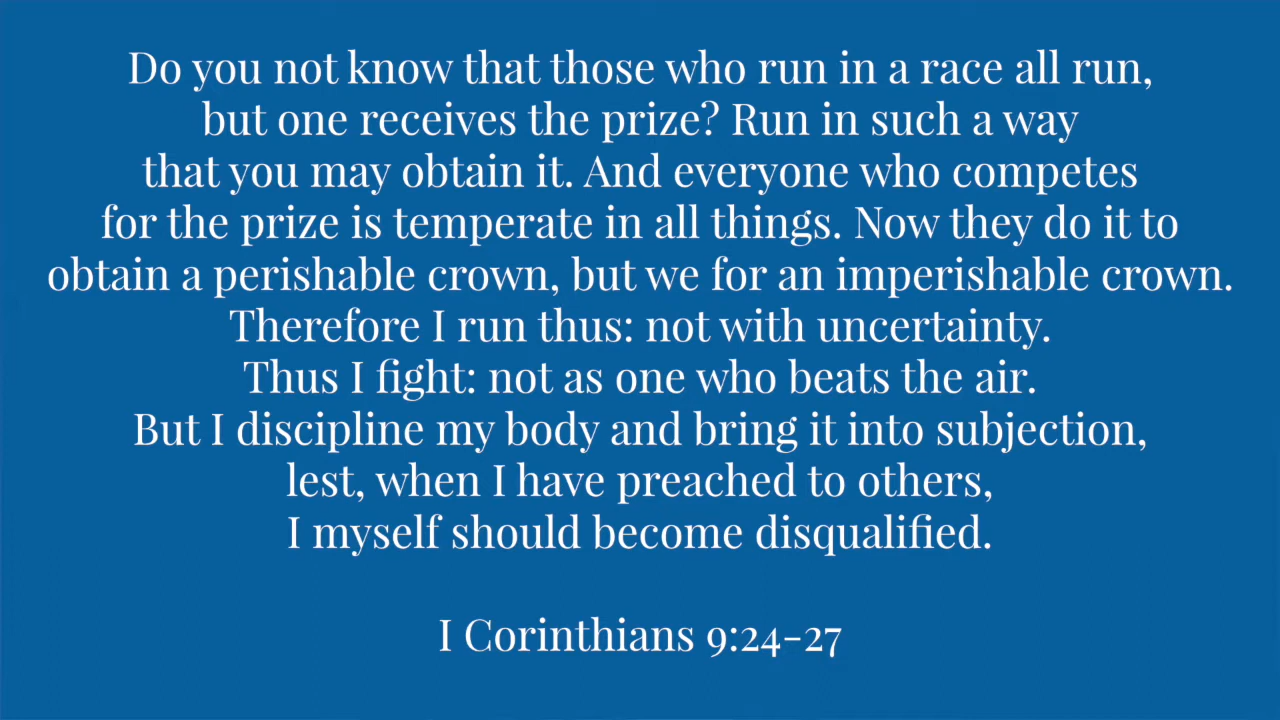 Do you not know that those who run in a race all run,
but one receives the prize? Run in such a way
that you may obtain it. And everyone who competes
for the prize is temperate in all things. Now they do it to
obtain a perishable crown, but we for an imperishable crown.
Therefore I run thus: not with uncertainty.
Thus I fight: not as one who beats the air.
But I discipline my body and bring it into subjection,
lest, when I have preached to others,
I myself should become disqualified.
I Corinthians 9:24-27